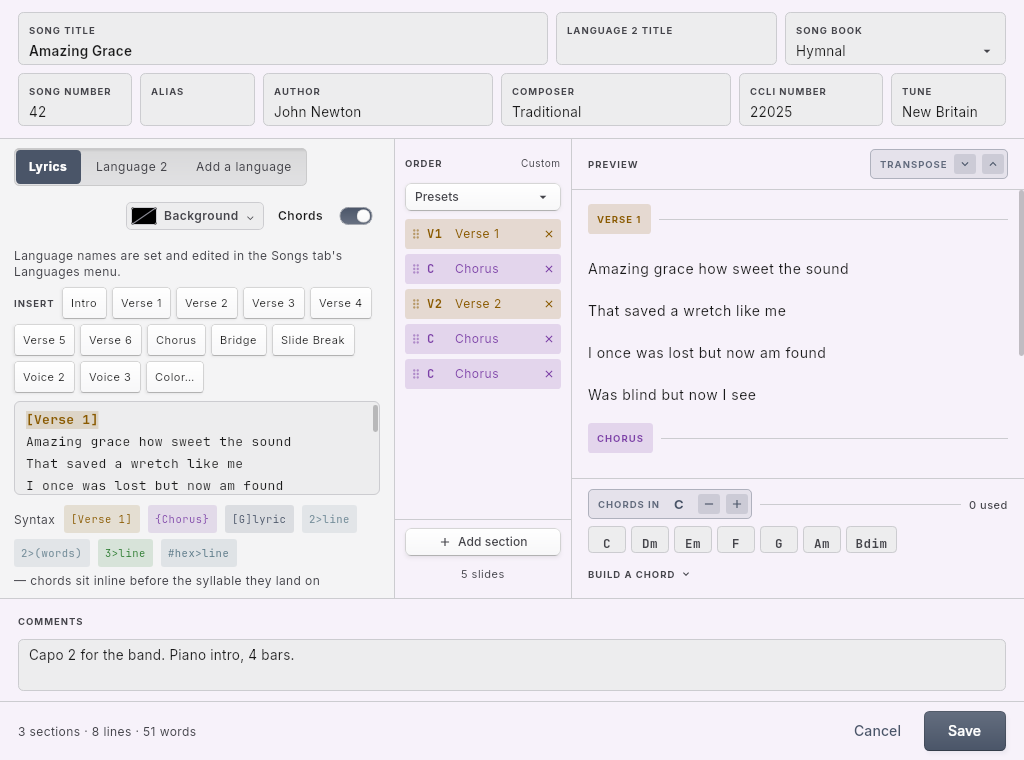 SONG TITLE
Amazing Grace
LANGUAGE 2 TITLE
SONG BOOK
Hymnal
SONG NUMBER
42
ALIAS
AUTHOR
John Newton
COMPOSER
Traditional
CCLI NUMBER
22025
TUNE
New Britain
Lyrics
Language 2
Add a language
Background
Chords
Language names are set and edited in the Songs tab's
Languages menu.
INSERT
Intro
Verse 1
Verse 2
Verse 3
Verse 4
Verse 5
Verse 6
Chorus
Bridge
Slide Break
Voice 2
Voice 3
Color...
[Verse 1]
Amazing grace how sweet the sound
That saved a wretch like me
I once was lost but now am found
Syntax
[Verse 1]
{Chorus}
[G]lyric
2>line
2>(words)
3>line
#hex>line
— chords sit inline before the syllable they land on
ORDER
Custom
Presets
V1 Verse 1 ×
C Chorus ×
V2 Verse 2 ×
C Chorus ×
C Chorus ×
+ Add section
5 slides
PREVIEW
TRANSPOSE
VERSE 1
Amazing grace how sweet the sound
That saved a wretch like me
I once was lost but now am found
Was blind but now I see
CHORUS
CHORDS IN C − +
0 used
C
Dm
Em
F
G
Am
Bdim
BUILD A CHORD
COMMENTS
Capo 2 for the band. Piano intro, 4 bars.
3 sections · 8 lines · 51 words
Cancel
Save